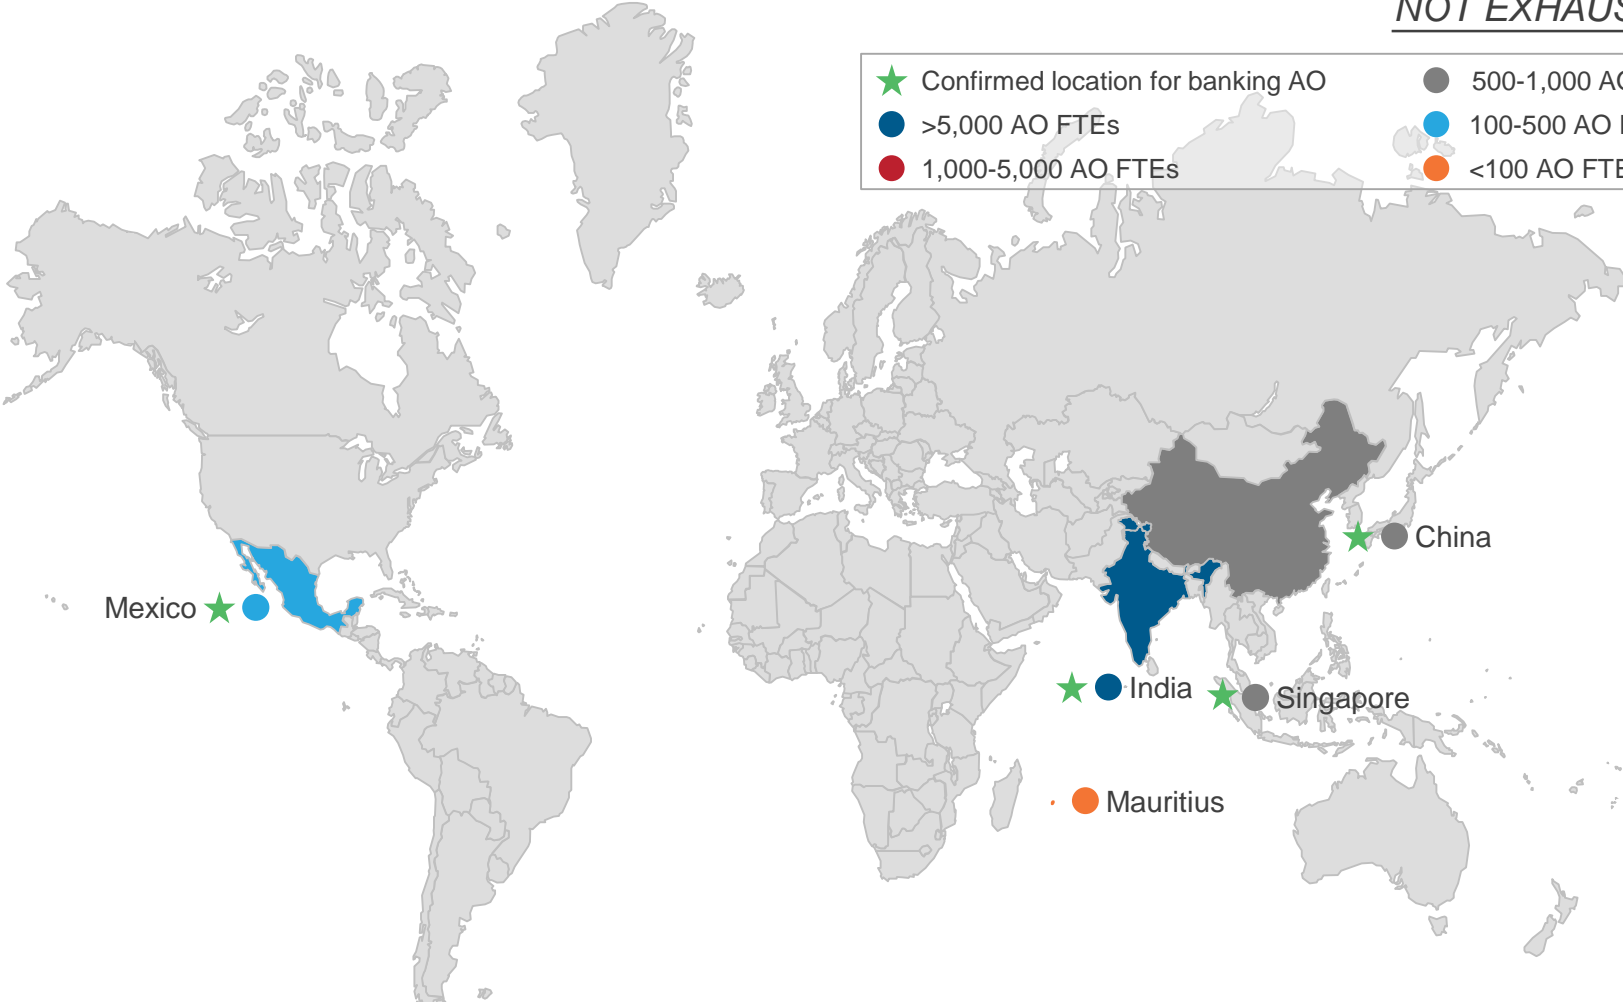 NOT EXHAUS
Confirmed location for banking AO
500-1,000 AO
>5,000 AO FTEs
100-500 AO
1,000-5,000 AO FTEs
<100 AO FTE
China
Mexico
India
Singapore
Mauritius